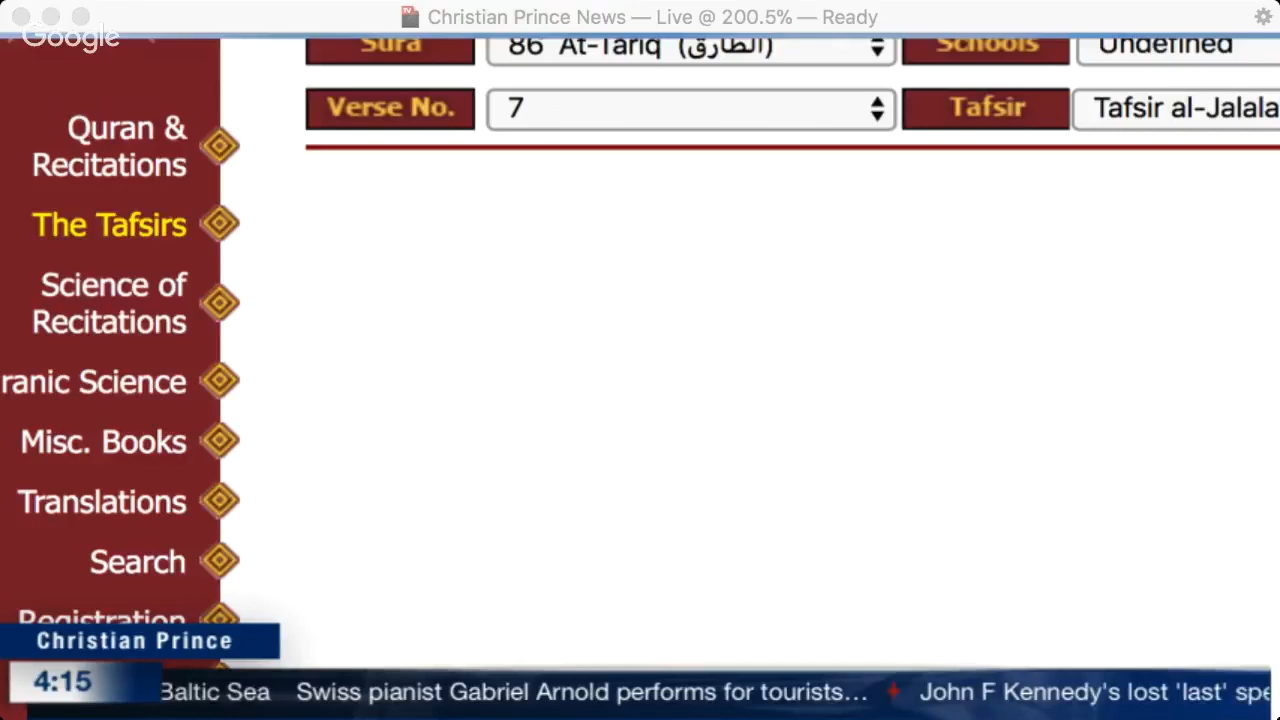 Christian Prince News — Live @ 200.5% — Ready
Google
Sura
86 At-Tariq (الطارق)
Schools
Undefined
Verse No.
7
Tafsir
Tafsir al-Jalala
Quran &
Recitations
The Tafsirs
Science of
Recitations
ranic Science
Misc. Books
Translations
Search
Registration
Christian Prince
4:15
Baltic Sea Swiss pianist Gabriel Arnold performs for tourists... John F Kennedy's lost 'last' spe